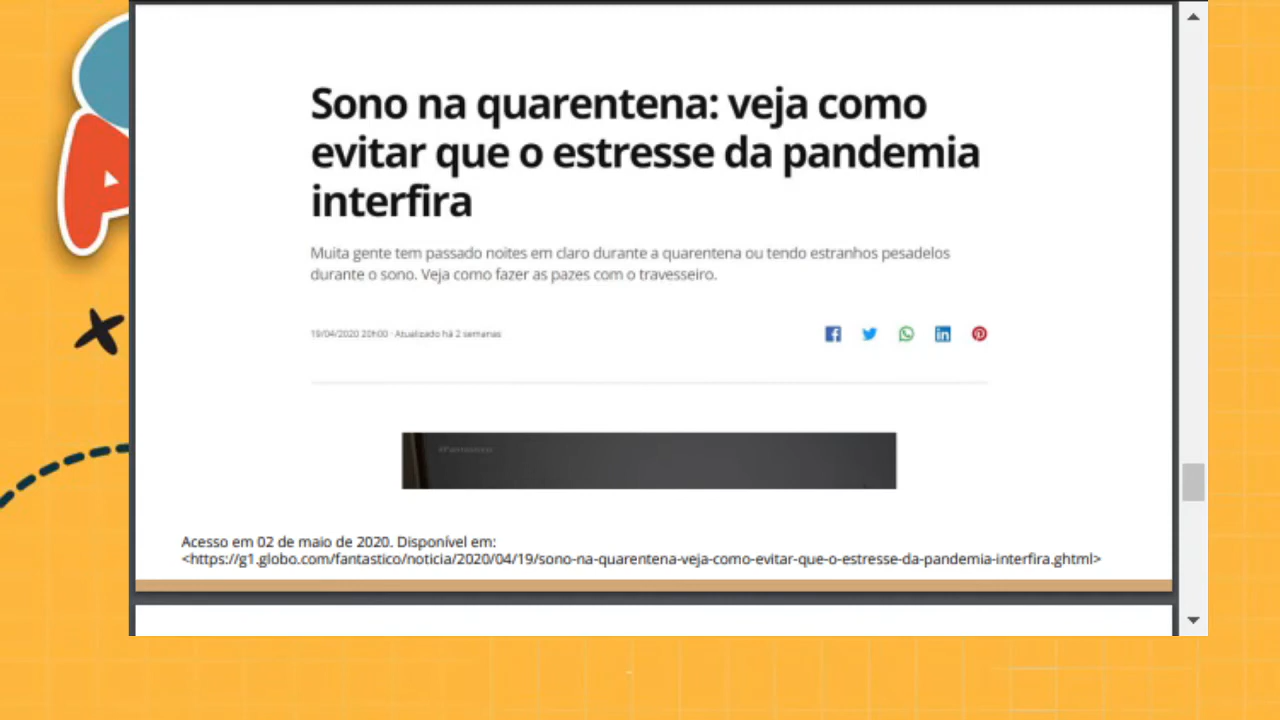 Sono na quarentena: veja como
evitar que o estresse da pandemia
interfira
Muita gente tem passado noites em claro durante a quarentena ou tendo estranhos pesadelos
durante o sono. Veja como fazer as pazes com o travesseiro.
19/04/2020 20h00 · Atualizado há 2 semanas
Acesso em 02 de maio de 2020. Disponível em:
<https://g1.globo.com/fantastico/noticia/2020/04/19/sono-na-quarentena-veja-como-evitar-que-o-estresse-da-pandemia-interfira.ghtml>